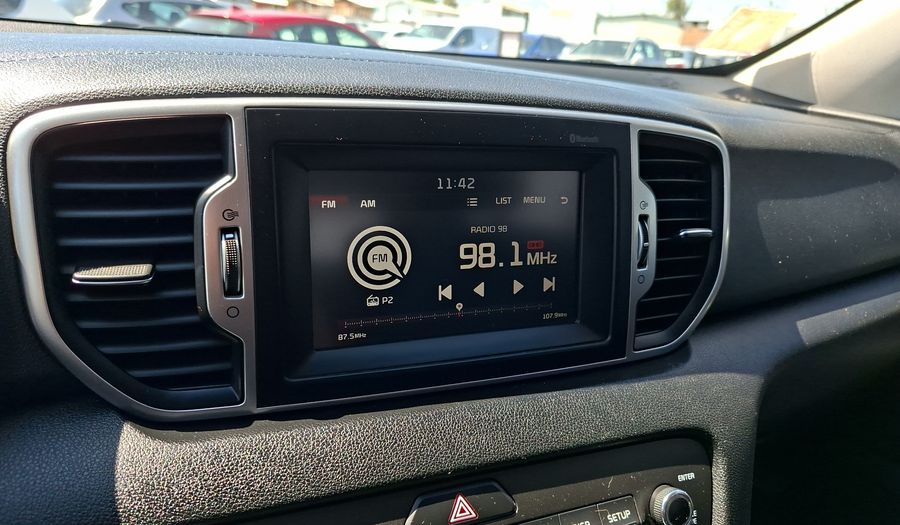 Bluetooth
11:42
FM AM LIST MENU
RADIO 98
FM
98.1 MHz
P2
87.5MHz 107.9MHz
ENTER
SETUP